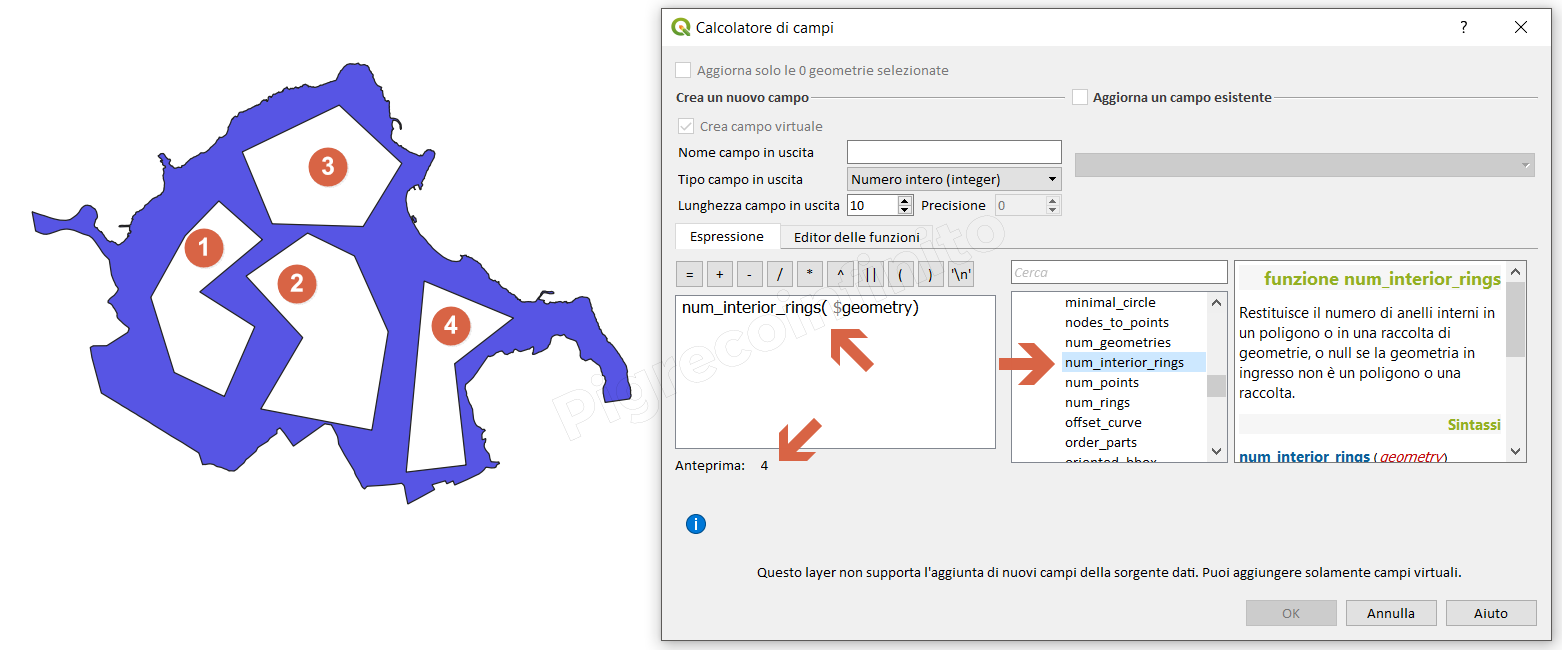 3
1
2
4
Calcolatore di campi
?
Aggiorna solo le 0 geometrie selezionate
Crea un nuovo campo
Aggiorna un campo esistente
Crea campo virtuale
Nome campo in uscita
Tipo campo in uscita Numero intero (integer)
Lunghezza campo in uscita 10 Precisione 0
Espressione Editor delle funzioni
= + - / * ^ || ( ) '\n'
num_interior_rings( $geometry)
Anteprima: 4
Cerca
minimal_circle
nodes_to_points
num_geometries
num_interior_rings
num_points
num_rings
offset_curve
order_parts
oriented_bbox
funzione num_interior_rings
Restituisce il numero di anelli interni in
un poligono o in una raccolta di
geometrie, o null se la geometria in
ingresso non è un poligono o una
raccolta.
Sintassi
num_interior_rings (geometry)
i
Questo layer non supporta l'aggiunta di nuovi campi della sorgente dati. Puoi aggiungere solamente campi virtuali.
OK Annulla Aiuto
Pigrecoinfinito